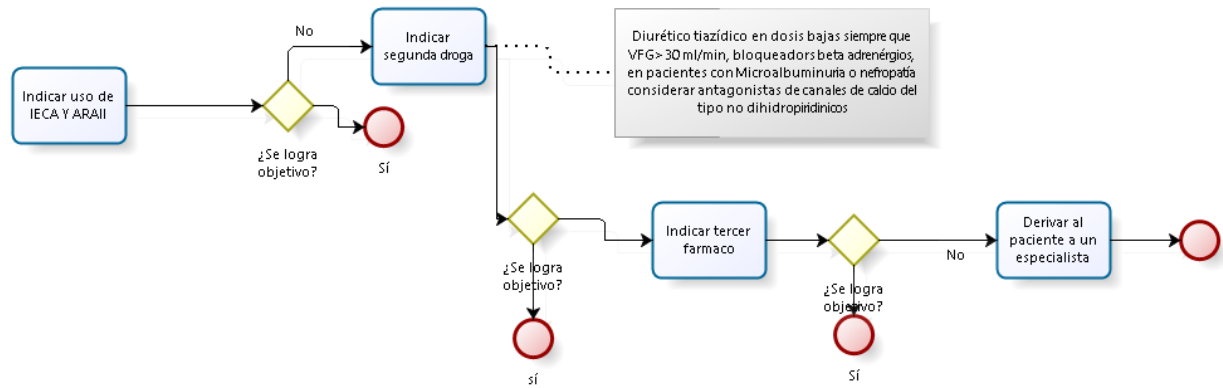 Indicar uso de
IECA Y ARAII
No
¿Se logra
objetivo?
Sí
Indicar
segunda droga
Diurético tiazídico en dosis bajas siempre que
VFG> 30 ml/min, bloqueadors beta adrenérgios,
en pacientes con Microalbuminuria o nefropatía
considerar antagonistas de canales de calcio del
tipo no dihidropiridinicos
¿Se logra
objetivo?
sí
Indicar tercer
farmaco
¿Se logra
objetivo?
Sí
No
Derivar al
paciente a un
especialista